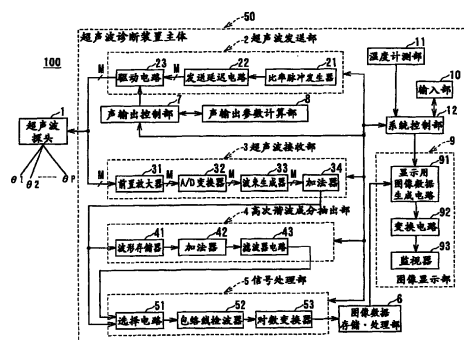 50
超声波诊断装置主体
2 超声波发送部
23
22
21
M
驱动电路
M
发送延迟电路
比率脉冲发生器
11
温度计测部
10
输入部
100
7
8
声输出控制部
声输出参数计算部
12
系统控制部
1
超声波
探头
θ1
θ2
θP
3 超声波接收部
31
32
33
34
M
前置放大器
M
A/D变换器
M
波束生成器
M
加法器
9
91
显示用
图像数据
生成电路
92
变换电路
93
监视器
图像显示部
4 高次谐波成分抽出部
41
42
43
波形存储器
加法器
滤波器电路
5 信号处理部
51
52
53
选择电路
包络线检波器
对数变换器
6
图像数据
存储·处理部